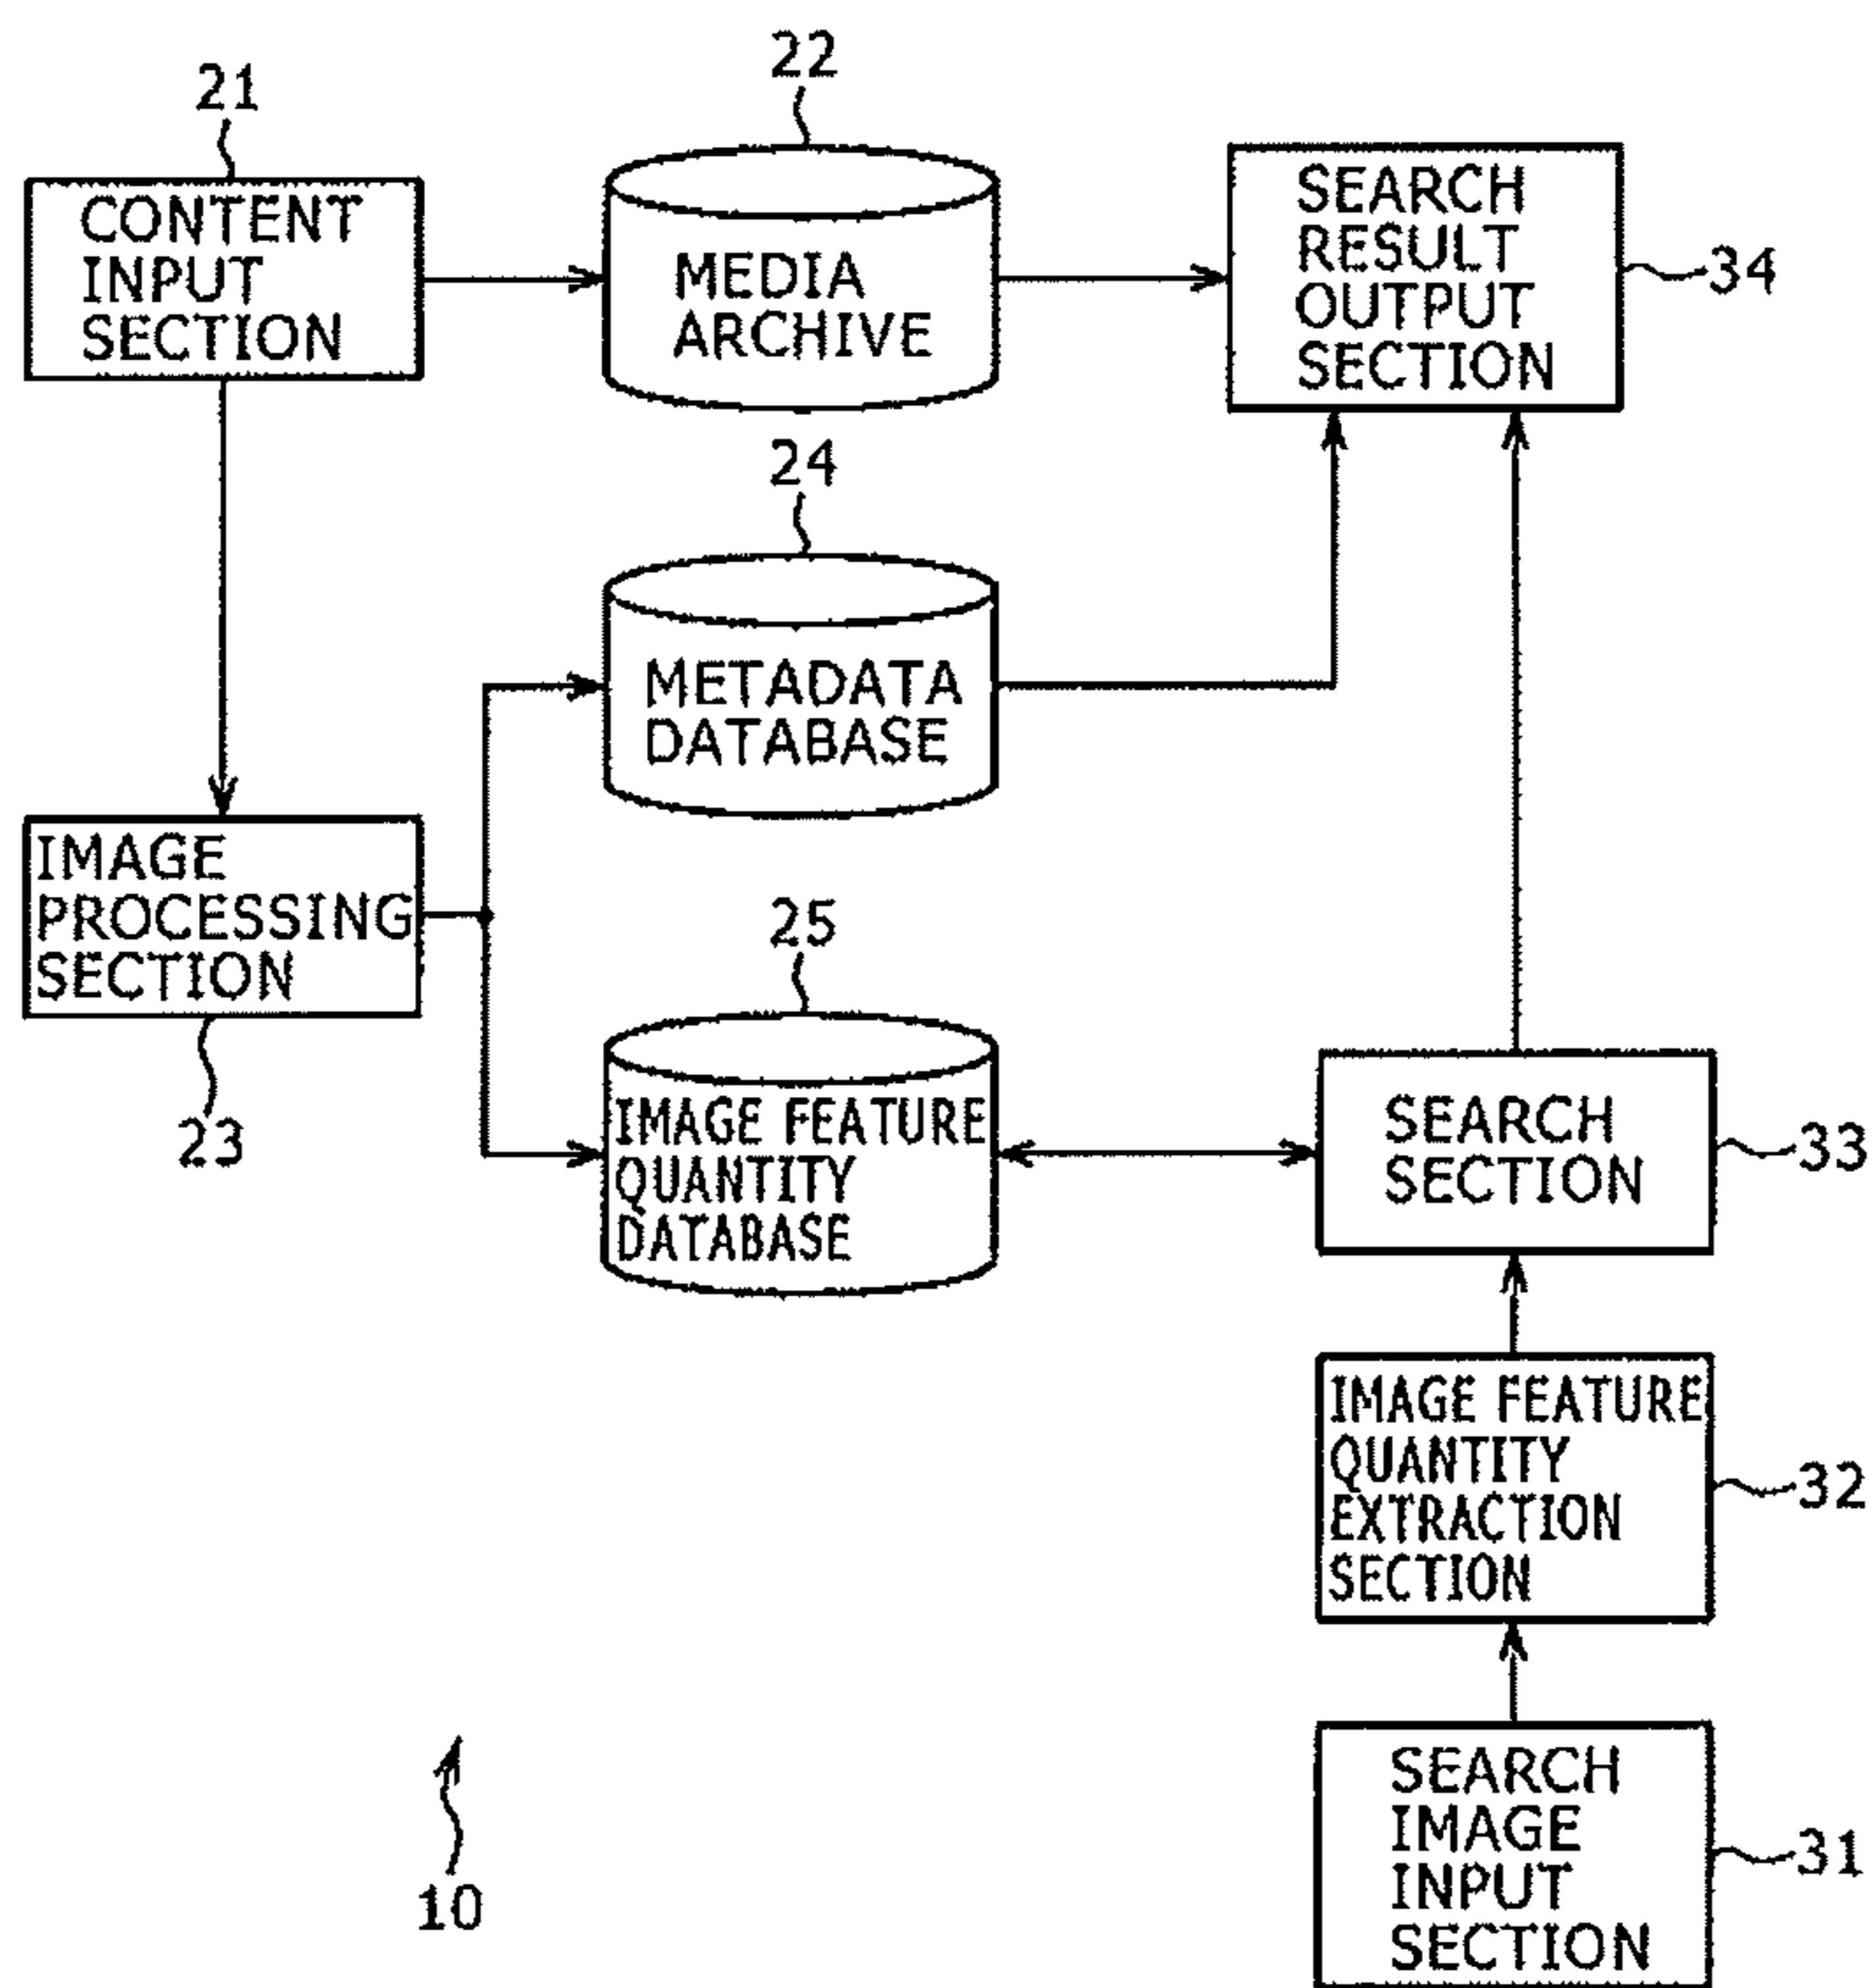 21
CONTENT
INPUT
SECTION
22
MEDIA
ARCHIVE
SEARCH
RESULT
OUTPUT
SECTION
34
24
METADATA
DATABASE
IMAGE
PROCESSING
SECTION
23
25
IMAGE FEATURE
QUANTITY
DATABASE
SEARCH
SECTION
33
IMAGE FEATURE
QUANTITY
EXTRACTION
SECTION
32
SEARCH
IMAGE
INPUT
SECTION
31
10